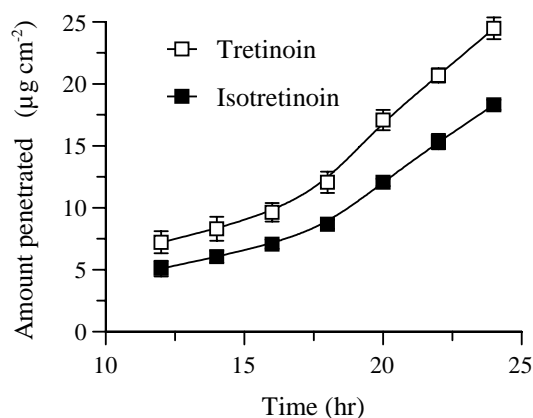 25
20
15
10
5
0
Amount penetrated (µg cm⁻²)
Tretinoin
Isotretinoin
10 15 20 25
Time (hr)